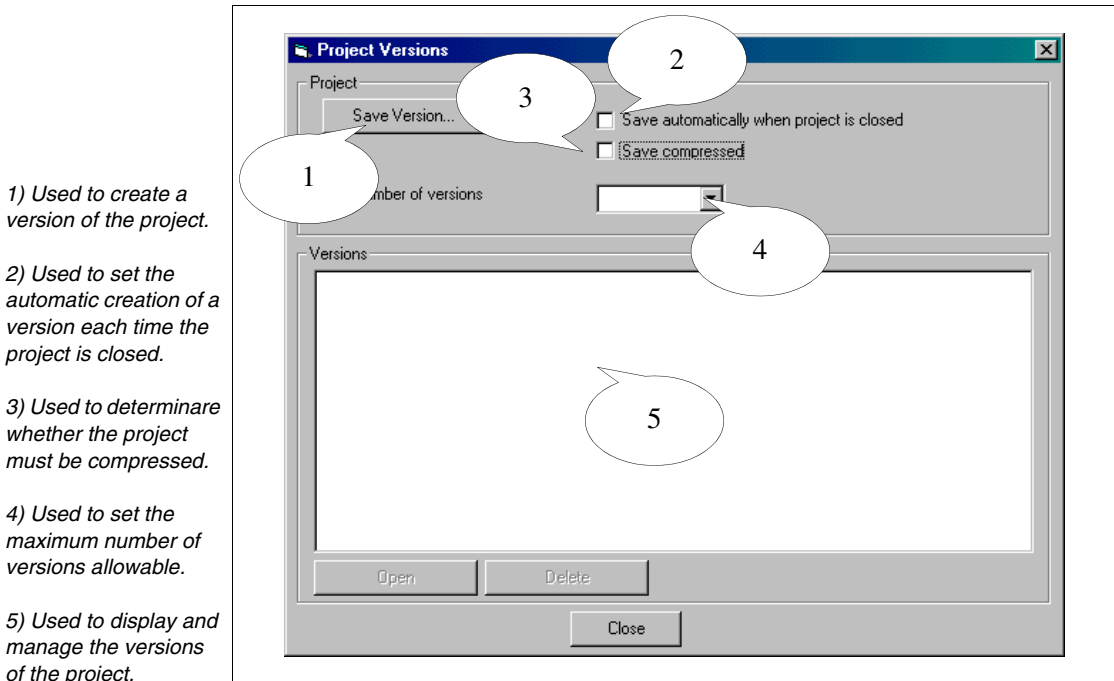 1) Used to create a
version of the project.
2) Used to set the
automatic creation of a
version each time the
project is closed.
3) Used to determinare
whether the project
must be compressed.
4) Used to set the
maximum number of
versions allowable.
5) Used to display and
manage the versions
of the project.
Project Versions
Project
Save Version...
Save automatically when project is closed
Save compressed
of versions
Versions
Open
Delete
Close
1
2
3
4
5